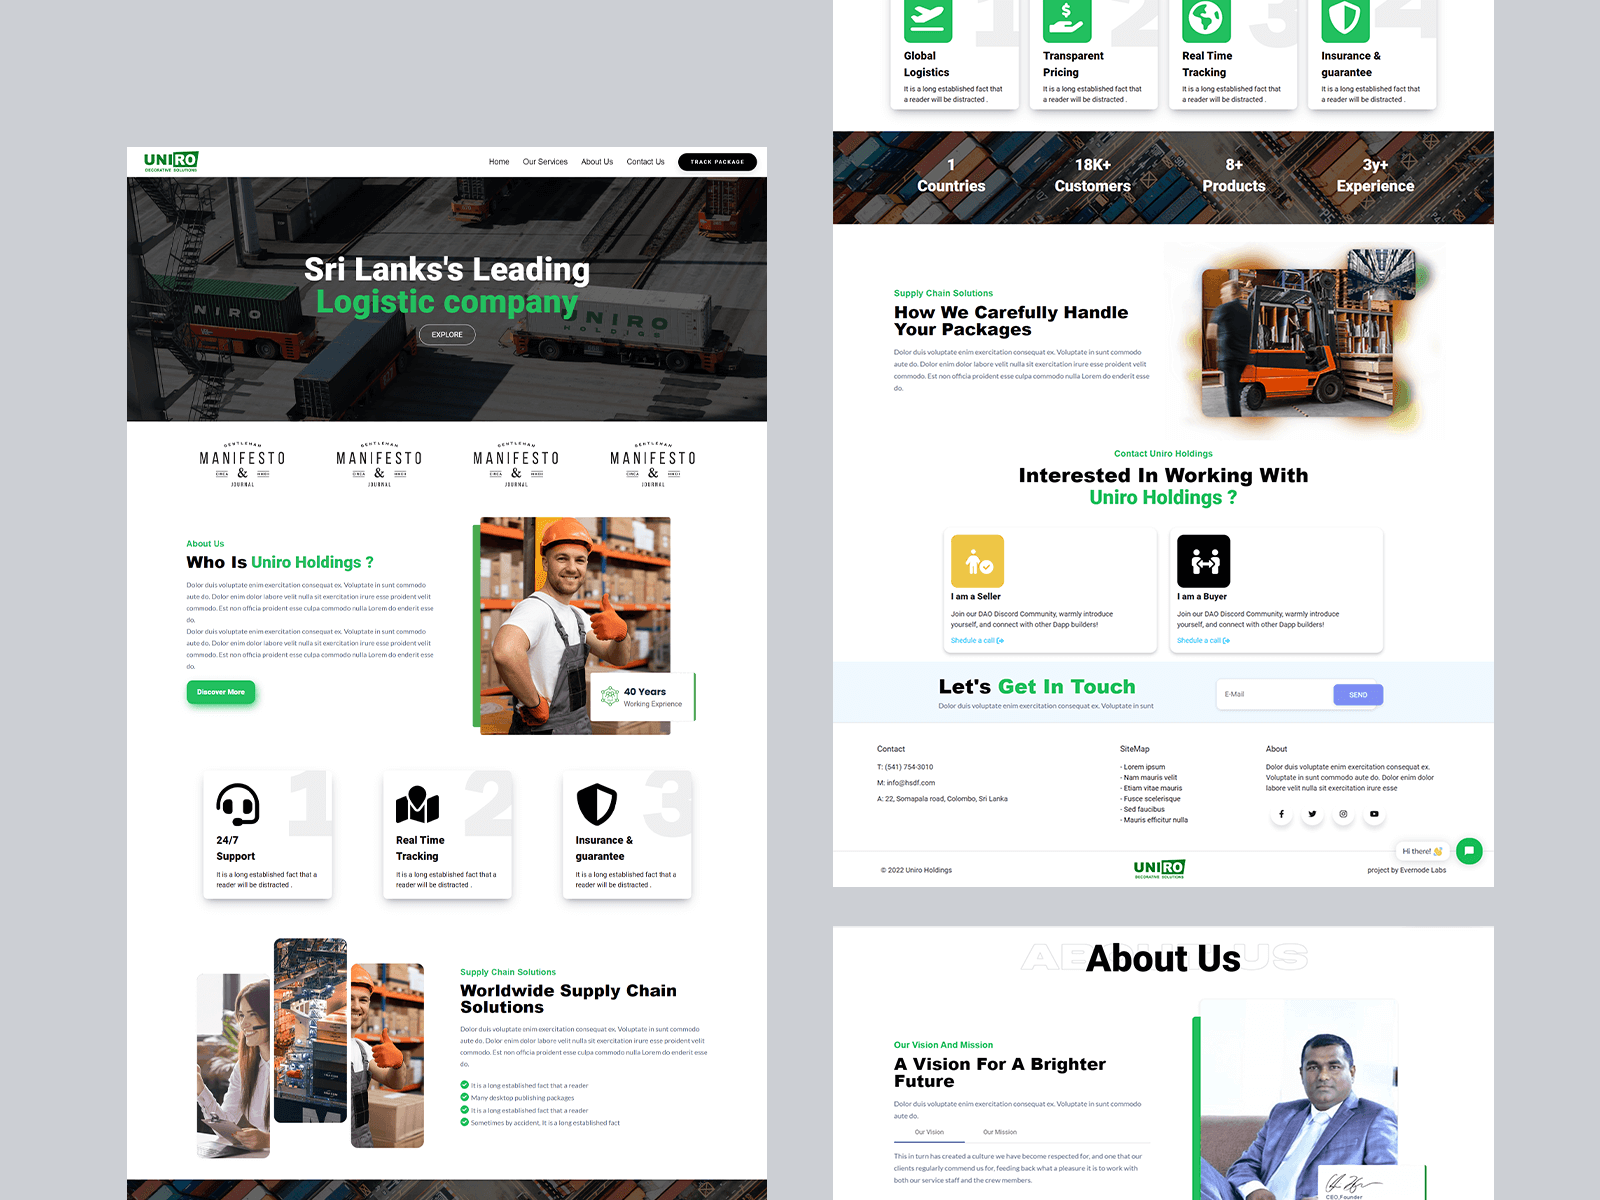 UNIRO
DECORATIVE SOLUTIONS
Home
Our Services
About Us
Contact Us
TRACK PACKAGE
Sri Lanks's Leading
Logistic company
EXPLORE
UNIRO
UNIRO
HOLDIGS
GENTLEMAN
MANIFESTO
&
JOURNAL
GENTLEMAN
MANIFESTO
&
JOURNAL
GENTLEMAN
MANIFESTO
&
JOURNAL
GENTLEMAN
MANIFESTO
&
JOURNAL
About Us
Who Is Uniro Holdings ?
Dolor duis voluptate enim exercitation consequat ex. Voluptate in sunt commodo
aute do. Dolor enim dolor labore velit nulla sit exercitation irure esse proident velit
commodo. Est non officia proident esse culpa commodo nulla Lorem do enderit esse
do.
Dolor duis voluptate enim exercitation consequat ex. Voluptate in sunt commodo
aute do. Dolor enim dolor labore velit nulla sit exercitation irure esse proident velit
commodo. Est non officia proident esse culpa commodo nulla Lorem do enderit esse
do.
Discover More
40 Years
Working Exprience
1
24/7
Support
It is a long established fact that a
reader will be distracted .
2
Real Time
Tracking
It is a long established fact that a
reader will be distracted .
3
Insurance &
guarantee
It is a long established fact that a
reader will be distracted .
Supply Chain Solutions
Worldwide Supply Chain
Solutions
Dolor duis voluptate enim exercitation consequat ex. Voluptate in sunt commodo
aute do. Dolor enim dolor labore velit nulla sit exercitation irure esse proident velit
commodo. Est non officia proident esse culpa commodo nulla Lorem do enderit esse
do.
It is a long established fact that a reader
Many desktop publishing packages
It is a long established fact that a reader
Sometimes by accident, It is a long established fact
1
Global
Logistics
It is a long established fact that
a reader will be distracted .
2
Transparent
Pricing
It is a long established fact that
a reader will be distracted .
3
Real Time
Tracking
It is a long established fact that
a reader will be distracted .
4
Insurance &
guarantee
It is a long established fact that
a reader will be distracted .
1
Countries
18K+
Customers
8+
Products
3y+
Experience
Supply Chain Solutions
How We Carefully Handle
Your Packages
Dolor duis voluptate enim exercitation consequat ex. Voluptate in sunt commodo
aute do. Dolor enim dolor labore velit nulla sit exercitation irure esse proident velit
commodo. Est non officia proident esse culpa commodo nulla Lorem do enderit esse
do.
Contact Uniro Holdings
Interested In Working With
Uniro Holdings ?
I am a Seller
Join our DAO Discord Community, warmly introduce
yourself, and connect with other Dapp builders!
Shedule a call
I am a Buyer
Join our DAO Discord Community, warmly introduce
yourself, and connect with other Dapp builders!
Shedule a call
Let's Get In Touch
Dolor duis voluptate enim exercitation consequat ex. Voluptate in sunt
E-Mail
SEND
Contact
T: (541) 754-3010
M: info@hsdf.com
A: 22, Somapala road, Colombo, Sri Lanka
SiteMap
- Lorem ipsum
- Nam mauris velit
- Etiam vitae mauris
- Fusce scelerisque
- Sed faucibus
- Mauris efficitur nulla
About
Dolor duis voluptate enim exercitation consequat ex.
Voluptate in sunt commodo aute do. Dolor enim dolor
labore velit nulla sit exercitation irure esse
Hi there! 👋
© 2022 Uniro Holdings
UNIRO
DECORATIVE SOLUTIONS
project by Evernode Labs
ABOUT US
About Us
Our Vision And Mission
A Vision For A Brighter
Future
Dolor duis voluptate enim exercitation consequat ex. Voluptate in sunt commodo
aute do.
Our Vision
Our Mission
This in turn has created a culture we have become respected for, and one that our
clients regularly commend us for, feeding back what a pleasure it is to work with
both our service staff and the crew members.
CEO,Founder